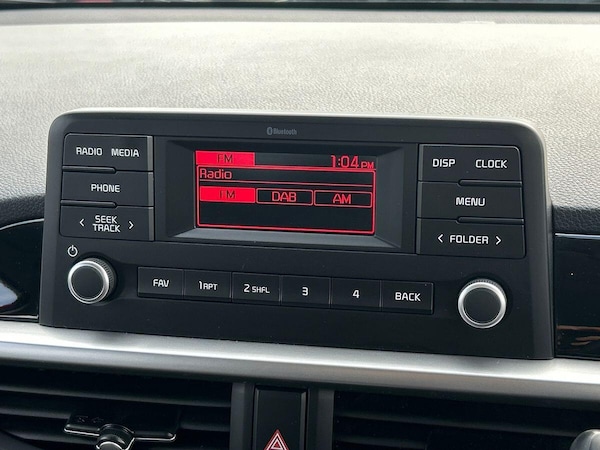 Bluetooth
RADIO MEDIA
PHONE
< SEEK TRACK >
FM 1:04 PM
Radio
FM DAB AM
DISP CLOCK
MENU
< FOLDER >
FAV 1 RPT 2 SHFL 3 4 BACK